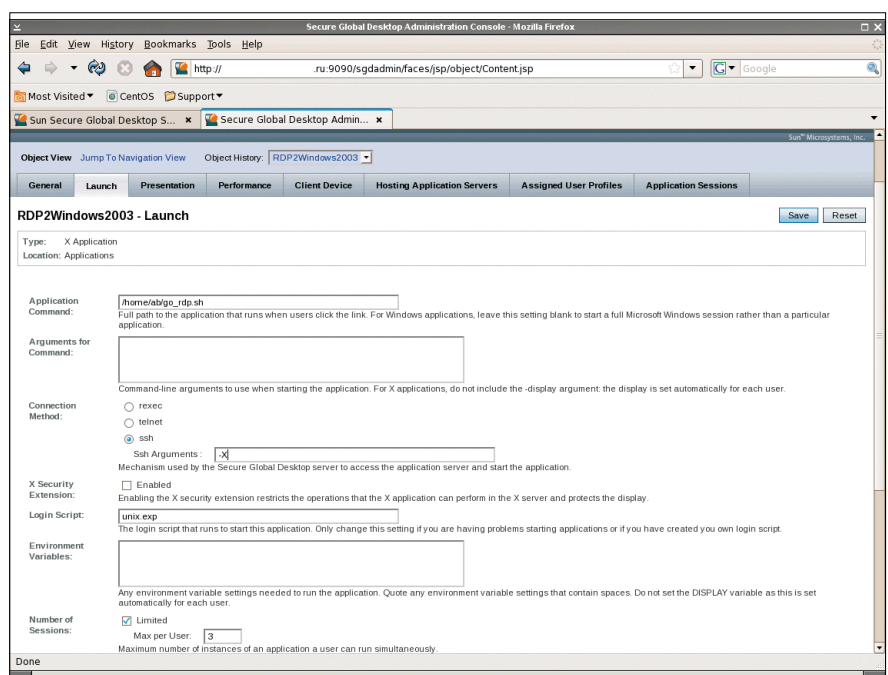 Secure Global Desktop Administration Console - Mozilla Firefox
File Edit View History Bookmarks Tools Help
http:// .ru:9090/sgdadmin/faces/jsp/object/Content.jsp
Google
Most Visited CentOS Support
Sun Secure Global Desktop S...
Secure Global Desktop Admin...
Sun™ Microsystems, Inc.
Object View Jump To Navigation View Object History: RDP2Windows2003
General Launch Presentation Performance Client Device Hosting Application Servers Assigned User Profiles Application Sessions
RDP2Windows2003 - Launch
Save Reset
Type: X Application
Location: Applications
Application Command:
/home/ab/go_rdp.sh
Full path to the application that runs when users click the link. For Windows applications, leave this setting blank to start a full Microsoft Windows session rather than a particular
application.
Arguments for Command:
Command-line arguments to use when starting the application. For X applications, do not include the -display argument: the display is set automatically for each user.
Connection Method:
rexec
telnet
ssh
Ssh Arguments : -X
Mechanism used by the Secure Global Desktop server to access the application server and start the application.
X Security Extension:
Enabled
Enabling the X security extension restricts the operations that the X application can perform in the X server and protects the display.
Login Script:
unix.exp
The login script that runs to start this application. Only change this setting if you are having problems starting applications or if you have created you own login script.
Environment Variables:
Any environment variable settings needed to run the application. Quote any environment variable settings that contain spaces. Do not set the DISPLAY variable as this is set
automatically for each user.
Number of Sessions:
Limited
Max per User: 3
Maximum number of instances of an application a user can run simultaneously.
Done